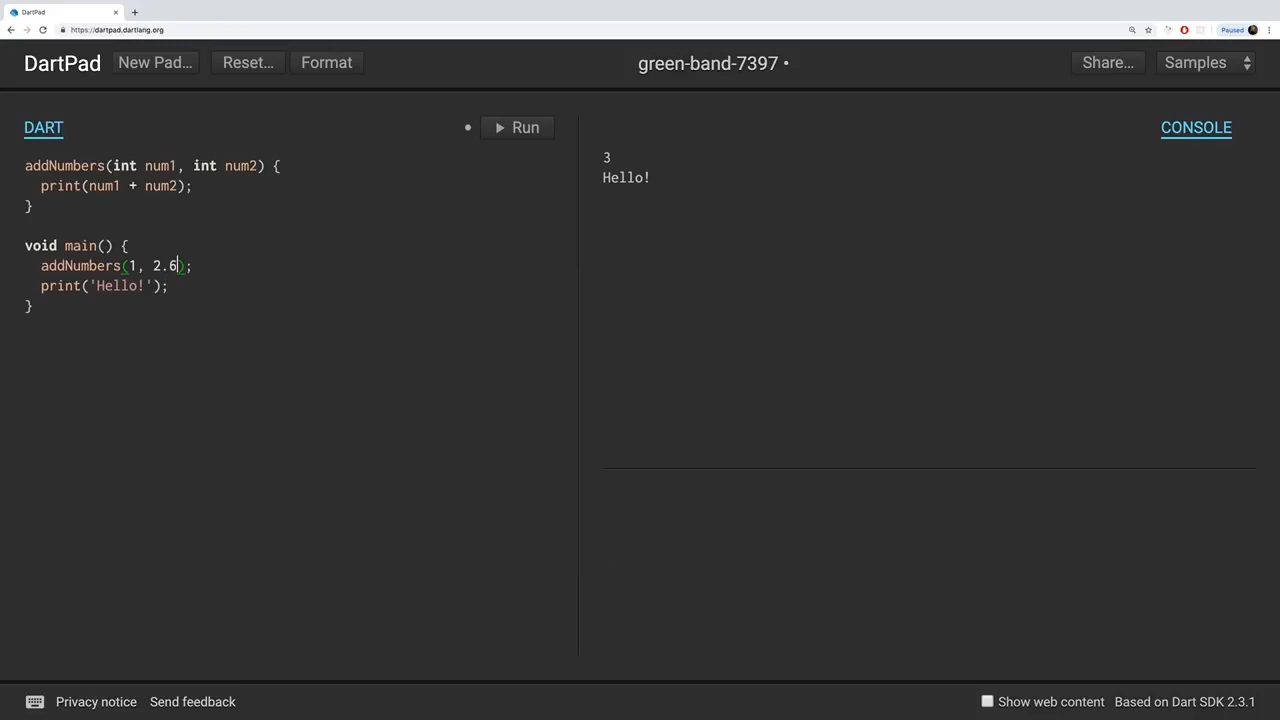 DartPad
https://dartpad.dartlang.org
Paused
DartPad
New Pad...
Reset...
Format
green-band-7397 •
Share...
Samples
DART
Run
CONSOLE
addNumbers(int num1, int num2) {
print(num1 + num2);
}
void main() {
addNumbers(1, 2.6);
print('Hello!');
}
3
Hello!
Privacy notice
Send feedback
Show web content
Based on Dart SDK 2.3.1